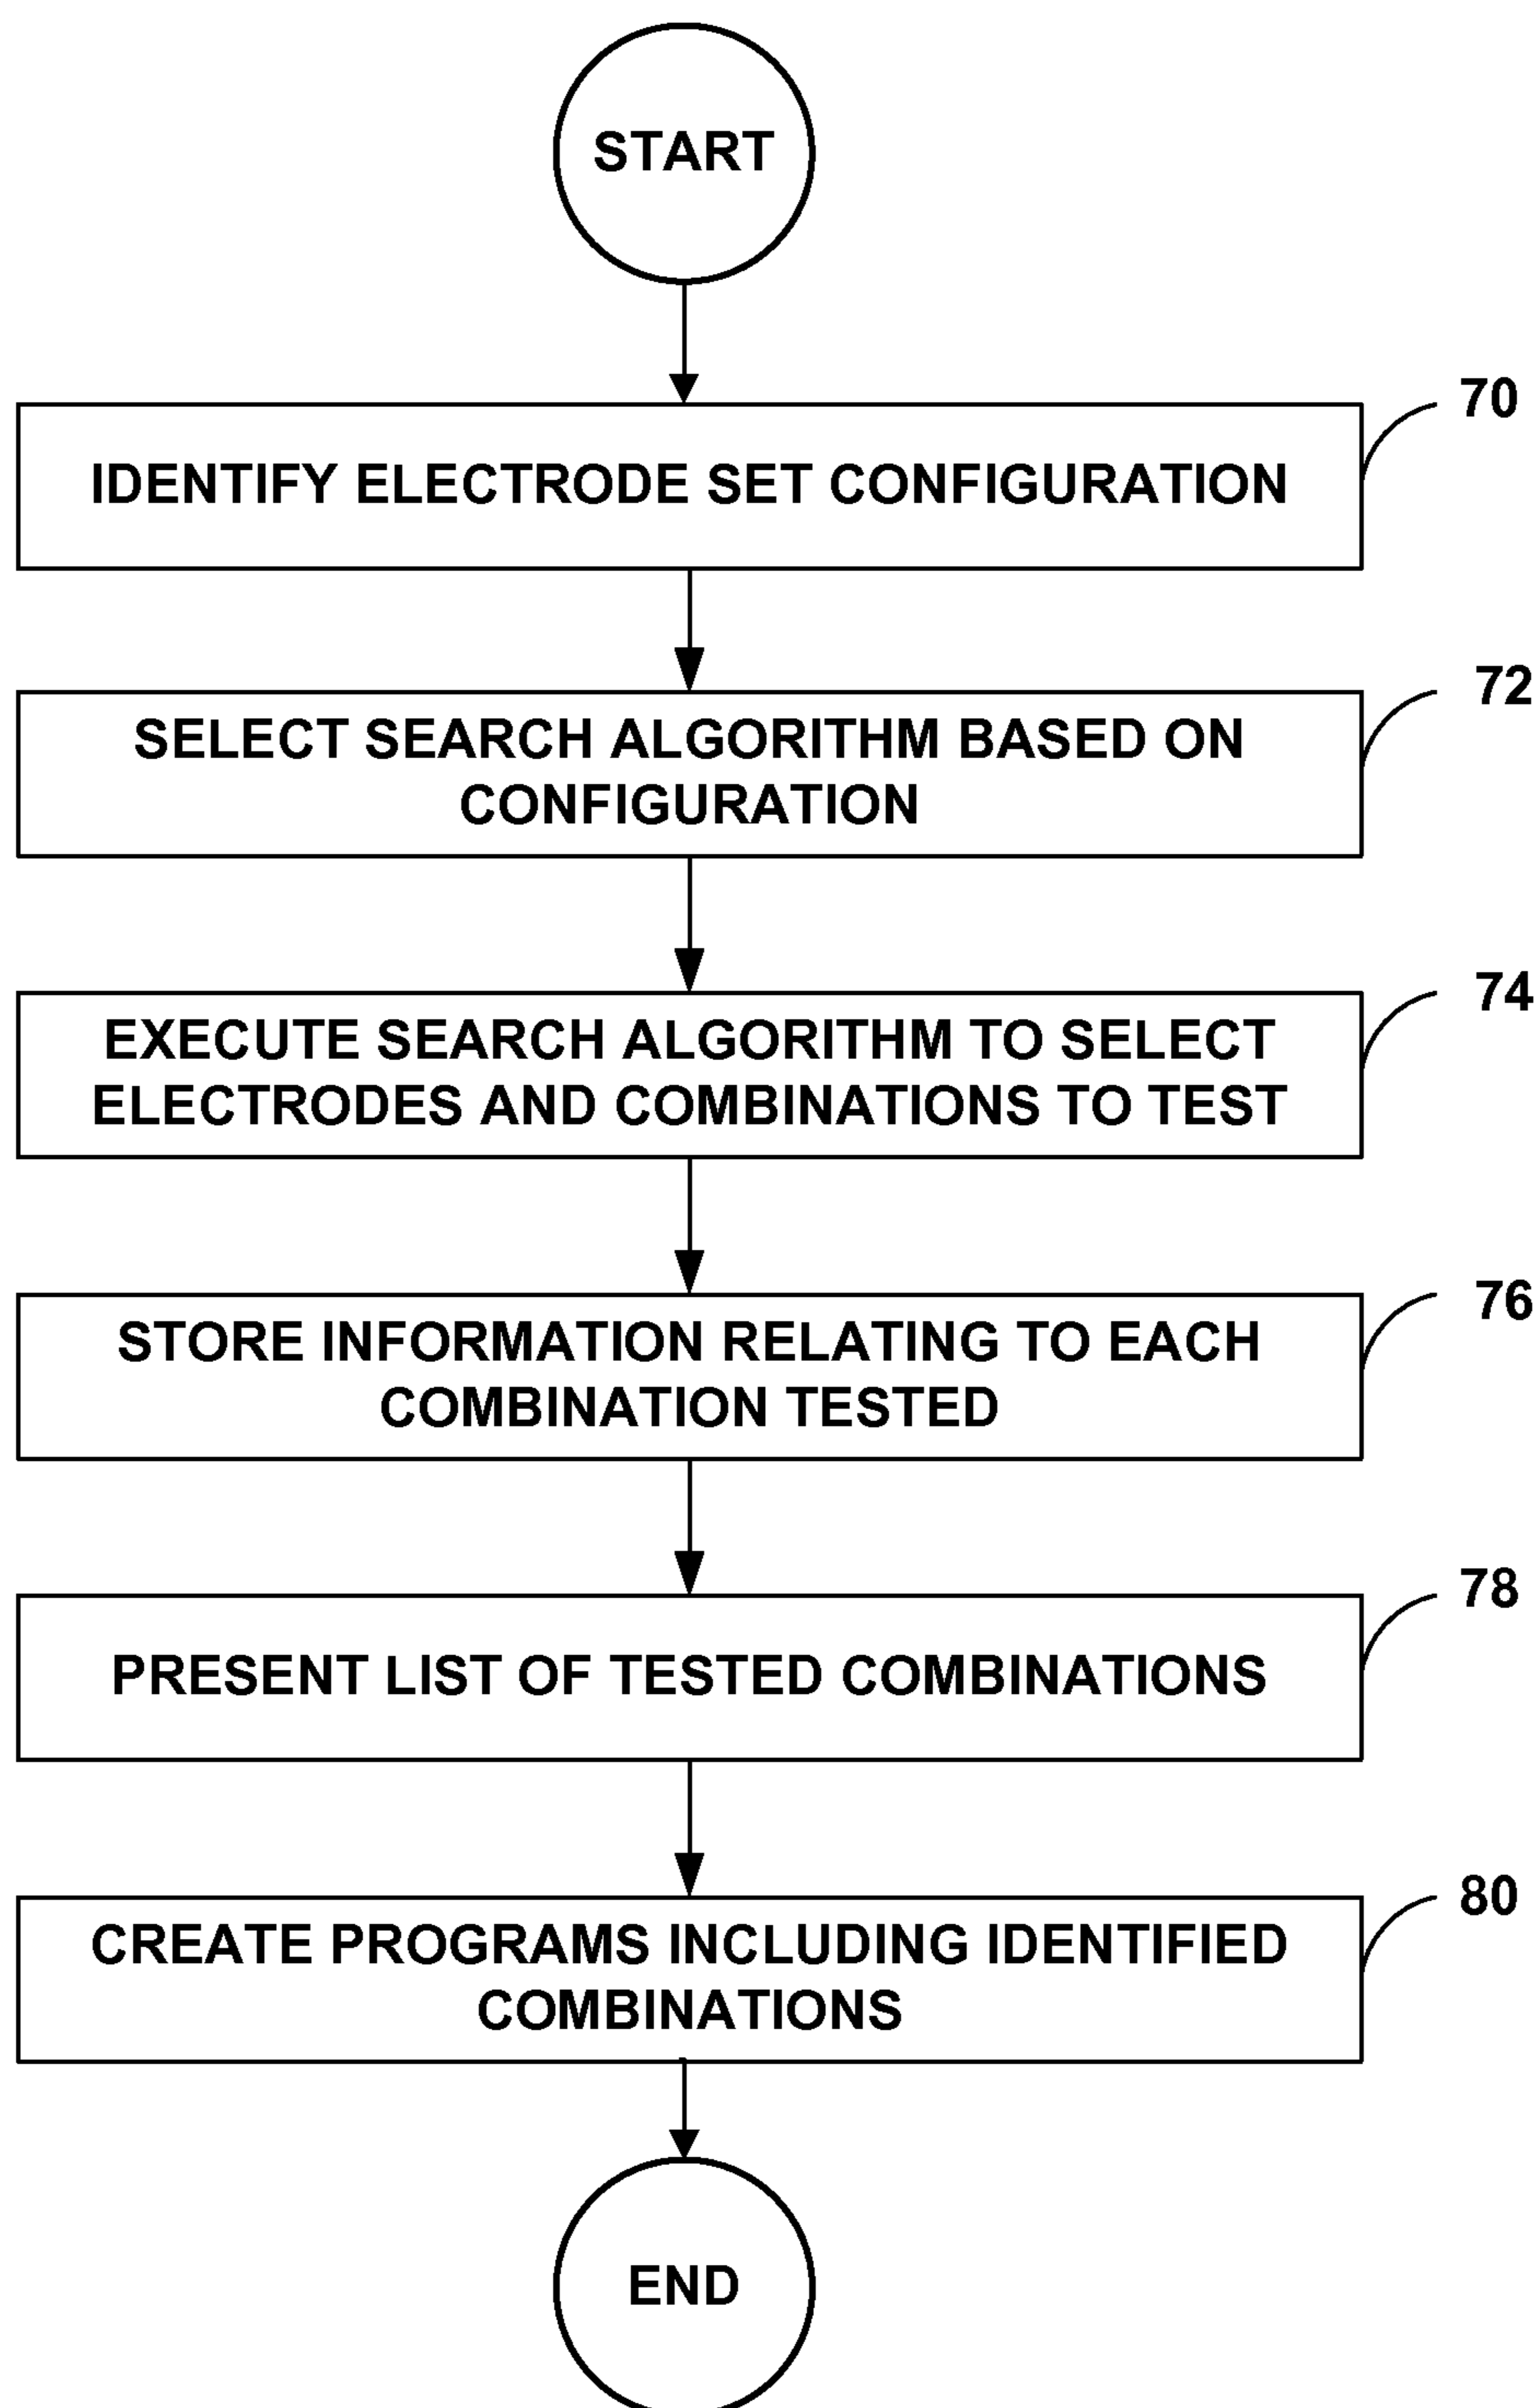 START
70
IDENTIFY ELECTRODE SET CONFIGURATION
72
SELECT SEARCH ALGORITHM BASED ON
CONFIGURATION
74
EXECUTE SEARCH ALGORITHM TO SELECT
ELECTRODES AND COMBINATIONS TO TEST
76
STORE INFORMATION RELATING TO EACH
COMBINATION TESTED
78
PRESENT LIST OF TESTED COMBINATIONS
80
CREATE PROGRAMS INCLUDING IDENTIFIED
COMBINATIONS
END